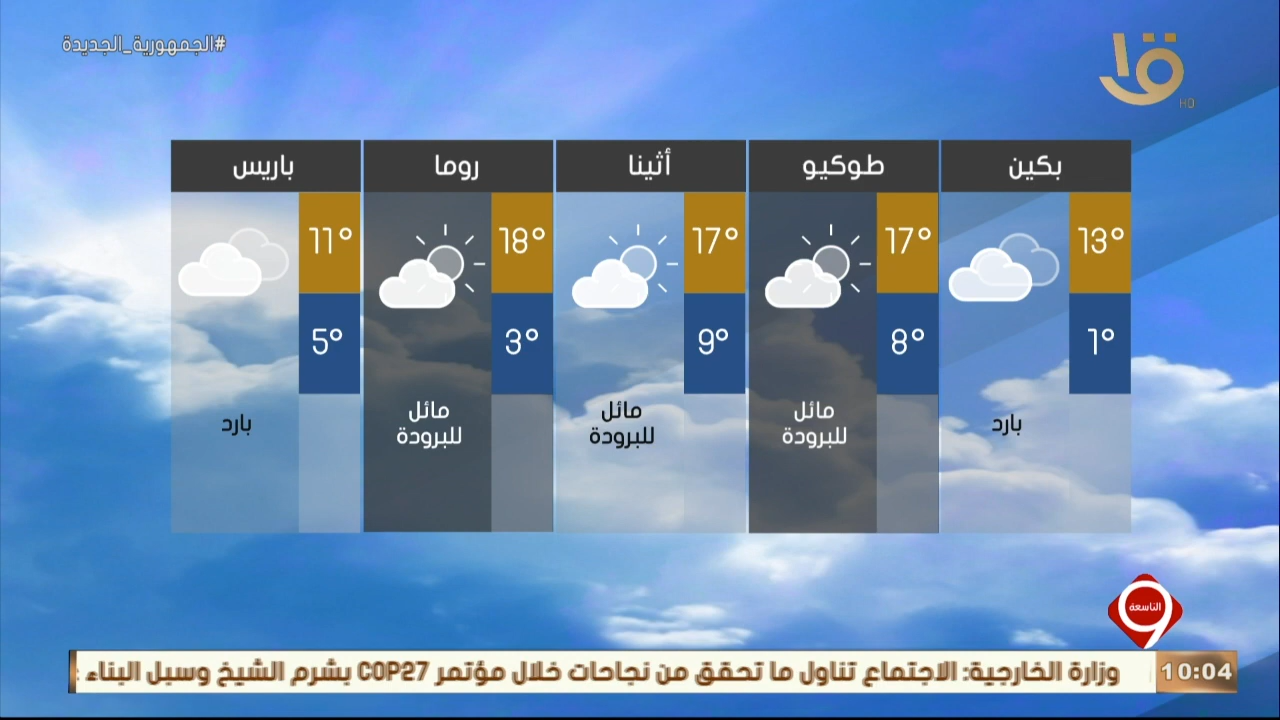 #الجمهورية_الجديدة
HD
بكين
13°
1°
بارد
طوكيو
17°
8°
مائل
للبرودة
أثينا
17°
9°
مائل
للبرودة
روما
18°
3°
مائل
للبرودة
باريس
11°
5°
بارد
التاسعة
9
10:04
وزارة الخارجية: الاجتماع تناول ما تحقق من نجاحات خلال مؤتمر COP27 بشرم الشيخ وسبل البناء